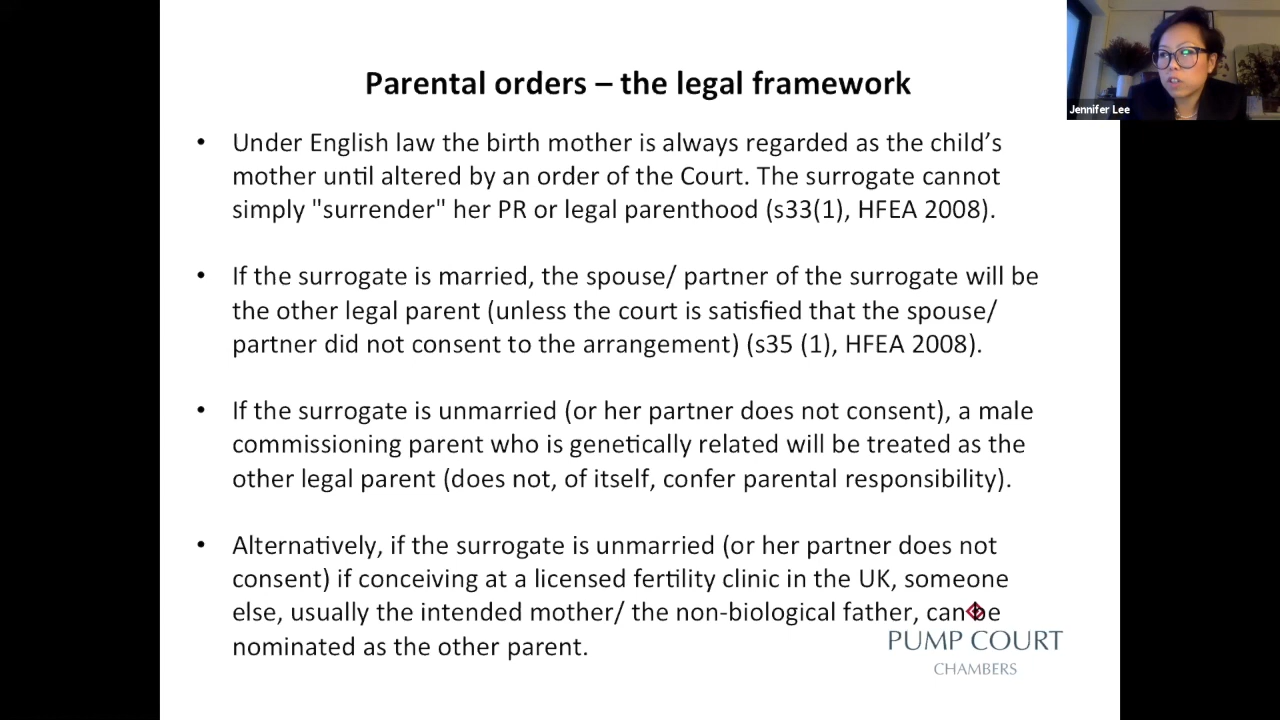 Parental orders – the legal framework
Jennifer Lee
• Under English law the birth mother is always regarded as the child’s
mother until altered by an order of the Court. The surrogate cannot
simply "surrender" her PR or legal parenthood (s33(1), HFEA 2008).
• If the surrogate is married, the spouse/ partner of the surrogate will be
the other legal parent (unless the court is satisfied that the spouse/
partner did not consent to the arrangement) (s35 (1), HFEA 2008).
• If the surrogate is unmarried (or her partner does not consent), a male
commissioning parent who is genetically related will be treated as the
other legal parent (does not, of itself, confer parental responsibility).
• Alternatively, if the surrogate is unmarried (or her partner does not
consent) if conceiving at a licensed fertility clinic in the UK, someone
else, usually the intended mother/ the non-biological father, can be
nominated as the other parent.
PUMP COURT
CHAMBERS